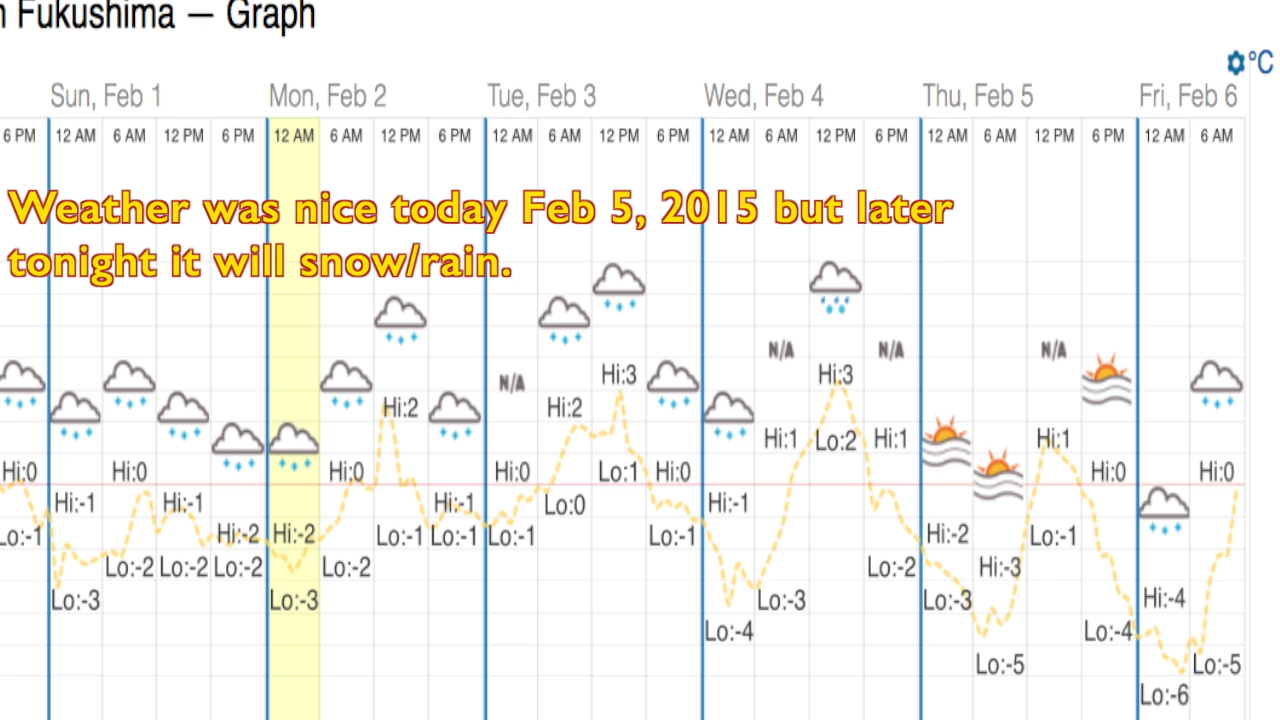 n Fukushima — Graph
°C
Sun, Feb 1 Mon, Feb 2 Tue, Feb 3 Wed, Feb 4 Thu, Feb 5 Fri, Feb 6
6 PM 12 AM 6 AM 12 PM 6 PM 12 AM 6 AM 12 PM 6 PM 12 AM 6 AM 12 PM 6 PM 12 AM 6 AM 12 PM 6 PM 12 AM 6 AM 12 PM 6 PM 12 AM 6 AM
Weather was nice today Feb 5, 2015 but later
tonight it will snow/rain.
N/A N/A N/A
N/A
Hi:3 Hi:3
Hi:2 Hi:2
Hi:1 Lo:2 Hi:1 Hi:1
Hi:0 Hi:0 Hi:0 Hi:0 Lo:1 Hi:0 Hi:0 Hi:0
Hi:-1 Hi:-1 Hi:-1 Lo:0 Hi:-1
Lo:-1 Hi:-2 Hi:-2 Lo:-1 Lo:-1 Lo:-1 Lo:-1 Hi:-2 Lo:-1
Lo:-2 Lo:-2 Lo:-2 Lo:-2 Lo:-2 Hi:-3
Lo:-3 Lo:-3 Lo:-3 Lo:-3 Hi:-4
Lo:-4 Lo:-4
Lo:-5 Lo:-5
Lo:-6